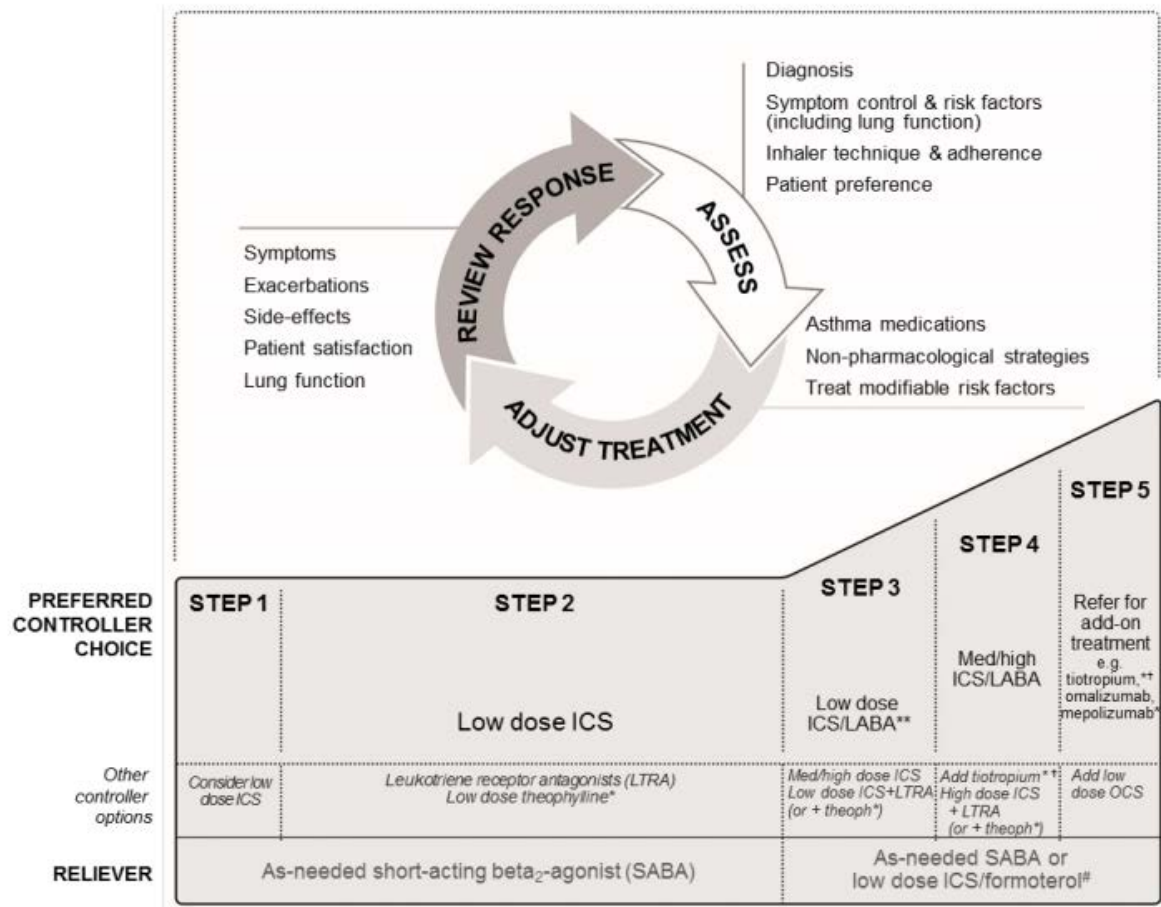 Diagnosis
Symptom control & risk factors
(including lung function)
Inhaler technique & adherence
Patient preference
REVIEW RESPONSE
ASSESS
ADJUST TREATMENT
Symptoms
Exacerbations
Side-effects
Patient satisfaction
Lung function
Asthma medications
Non-pharmacological strategies
Treat modifiable risk factors
PREFERRED
CONTROLLER
CHOICE
STEP 1
STEP 2
Low dose ICS
STEP 3
Low dose
ICS/LABA**
STEP 4
Med/high
ICS/LABA
STEP 5
Refer for
add-on
treatment
e.g.
tiotropium,*†
omalizumab,
mepolizumab*
Other
controller
options
Consider low
dose ICS
Leukotriene receptor antagonists (LTRA)
Low dose theophylline*
Med/high dose ICS
Low dose ICS+LTRA
(or + theoph*)
Add tiotropium*†
High dose ICS
+ LTRA
(or + theoph*)
Add low
dose OCS
RELIEVER
As-needed short-acting beta₂-agonist (SABA)
As-needed SABA or
low dose ICS/formoterol#